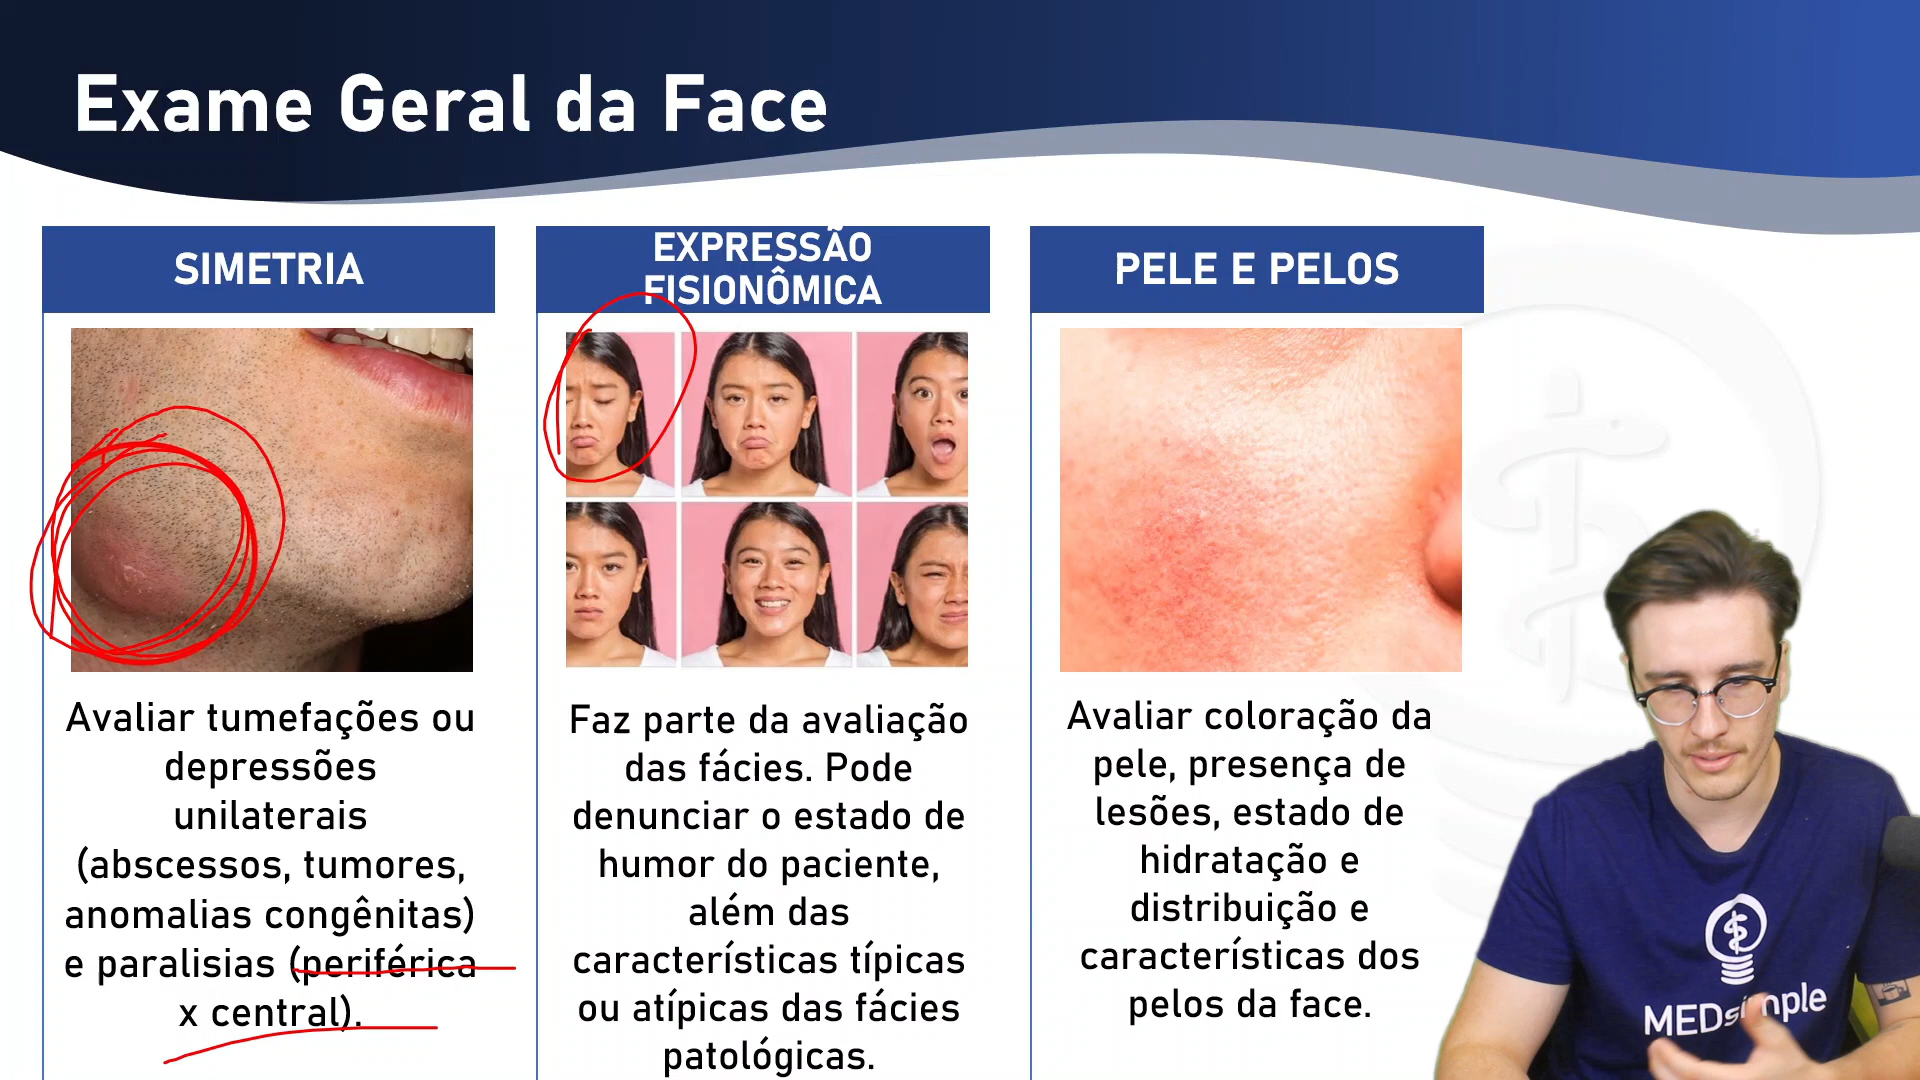 Exame Geral da Face
SIMETRIA
Avaliar tumefações ou
depressões
unilaterais
(abscessos, tumores,
anomalias congênitas)
e paralisias (periférica
x central).
EXPRESSÃO
FISIONÔMICA
Faz parte da avaliação
das fácies. Pode
denunciar o estado de
humor do paciente,
além das
características típicas
ou atípicas das fácies
patológicas.
PELE E PELOS
Avaliar coloração da
pele, presença de
lesões, estado de
hidratação e
distribuição e
características dos
pelos da face.
MEDsimple